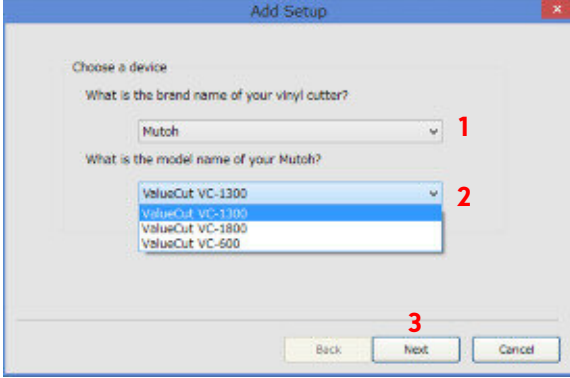 Add Setup
Choose a device
What is the brand name of your vinyl cutter?
Mutoh
1
What is the model name of your Mutoh?
ValueCut VC-1300
2
ValueCut VC-1300
ValueCut VC-1800
ValueCut VC-600
3
Back
Next
Cancel